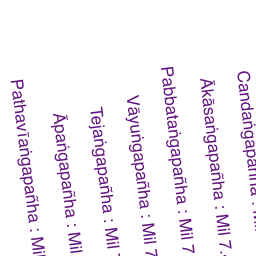 Pathavīaṅgapañha : Mil
Āpaṅgapañha : Mil
Tejaṅgapañha : Mil
Vāyuṅgapañha : Mil 7
Pabbataṅgapañha : Mil 7
Ākāsaṅgapañha : Mil 7.
Candaṅgapañha :